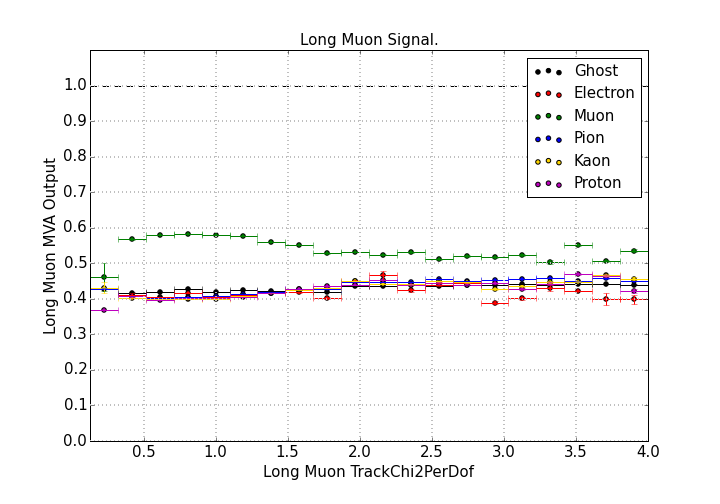 Long Muon Signal.
Ghost
Electron
Muon
Pion
Kaon
Proton
Long Muon MVA Output
1.0
0.9
0.8
0.7
0.6
0.5
0.4
0.3
0.2
0.1
0.0
0.5 1.0 1.5 2.0 2.5 3.0 3.5 4.0
Long Muon TrackChi2PerDof